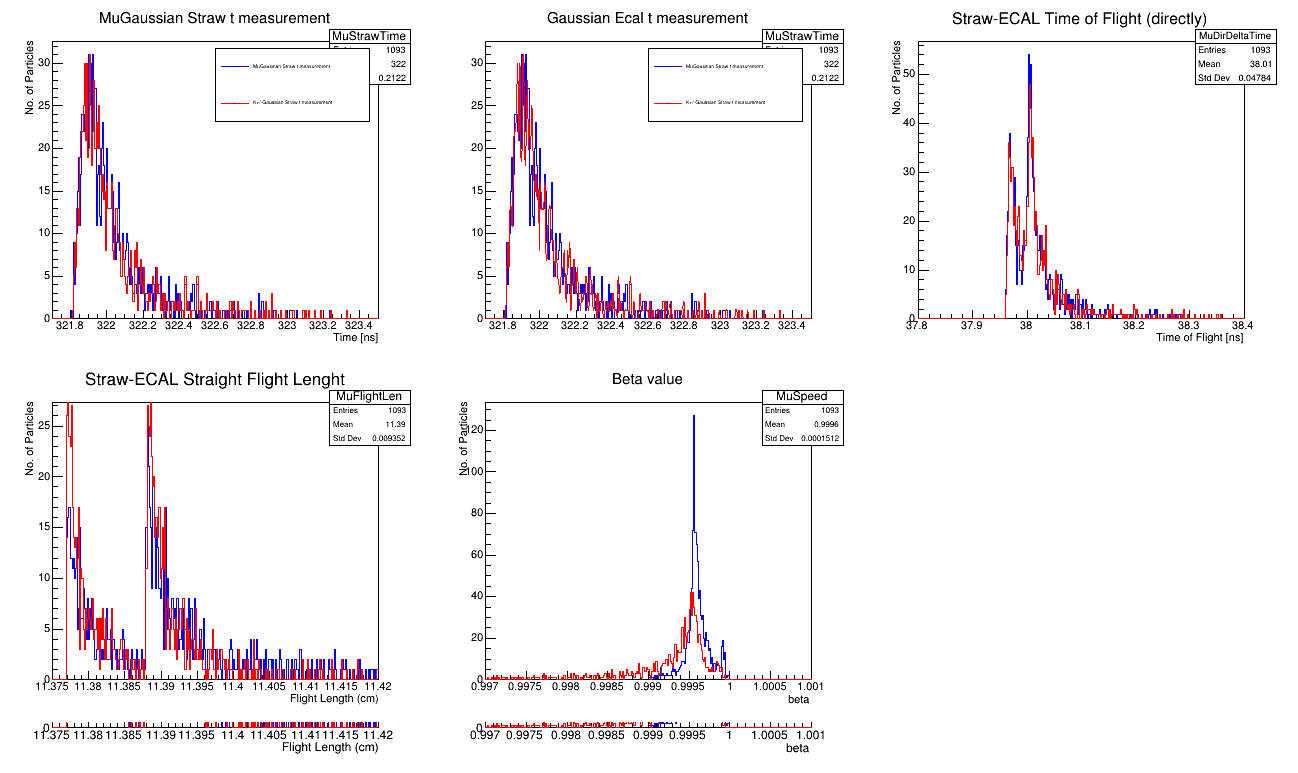 MuGaussian Straw t measurement
No. of Particles
MuStrawTime
1093
322
0.2122
MuGaussian Straw t measurement
K+/-Gaussian Straw t measurement
30
25
20
15
10
5
0
321.8 322 322.2 322.4 322.6 322.8 323 323.2 323.4
Time [ns]
Gaussian Ecal t measurement
No. of Particles
MuStrawTime
1093
322
0.2122
MuGaussian Straw t measurement
K+/-Gaussian Straw t measurement
30
25
20
15
10
5
0
321.8 322 322.2 322.4 322.6 322.8 323 323.2 323.4
Time [ns]
Straw-ECAL Time of Flight (directly)
No. of Particles
MuDirDeltaTime
Entries 1093
Mean 38.01
Std Dev 0.04784
50
40
30
20
10
0
37.8 37.9 38 38.1 38.2 38.3 38.4
Time of Flight [ns]
Straw-ECAL Straight Flight Lenght
No. of Particles
MuFlightLen
Entries 1093
Mean 11.39
Std Dev 0.009352
25
20
15
10
5
0
11.375 11.38 11.385 11.39 11.395 11.4 11.405 11.41 11.415 11.42
Flight Length (cm)
0
11.375 11.38 11.385 11.39 11.395 11.4 11.405 11.41 11.415 11.42
Flight Length (cm)
Beta value
No. of Particles
MuSpeed
Entries 1093
Mean 0.9996
Std Dev 0.0001512
120
100
80
60
40
20
0
0.997 0.9975 0.998 0.9985 0.999 0.9995 1 1.0005 1.001
beta
0
0.997 0.9975 0.998 0.9985 0.999 0.9995 1 1.0005 1.001
beta